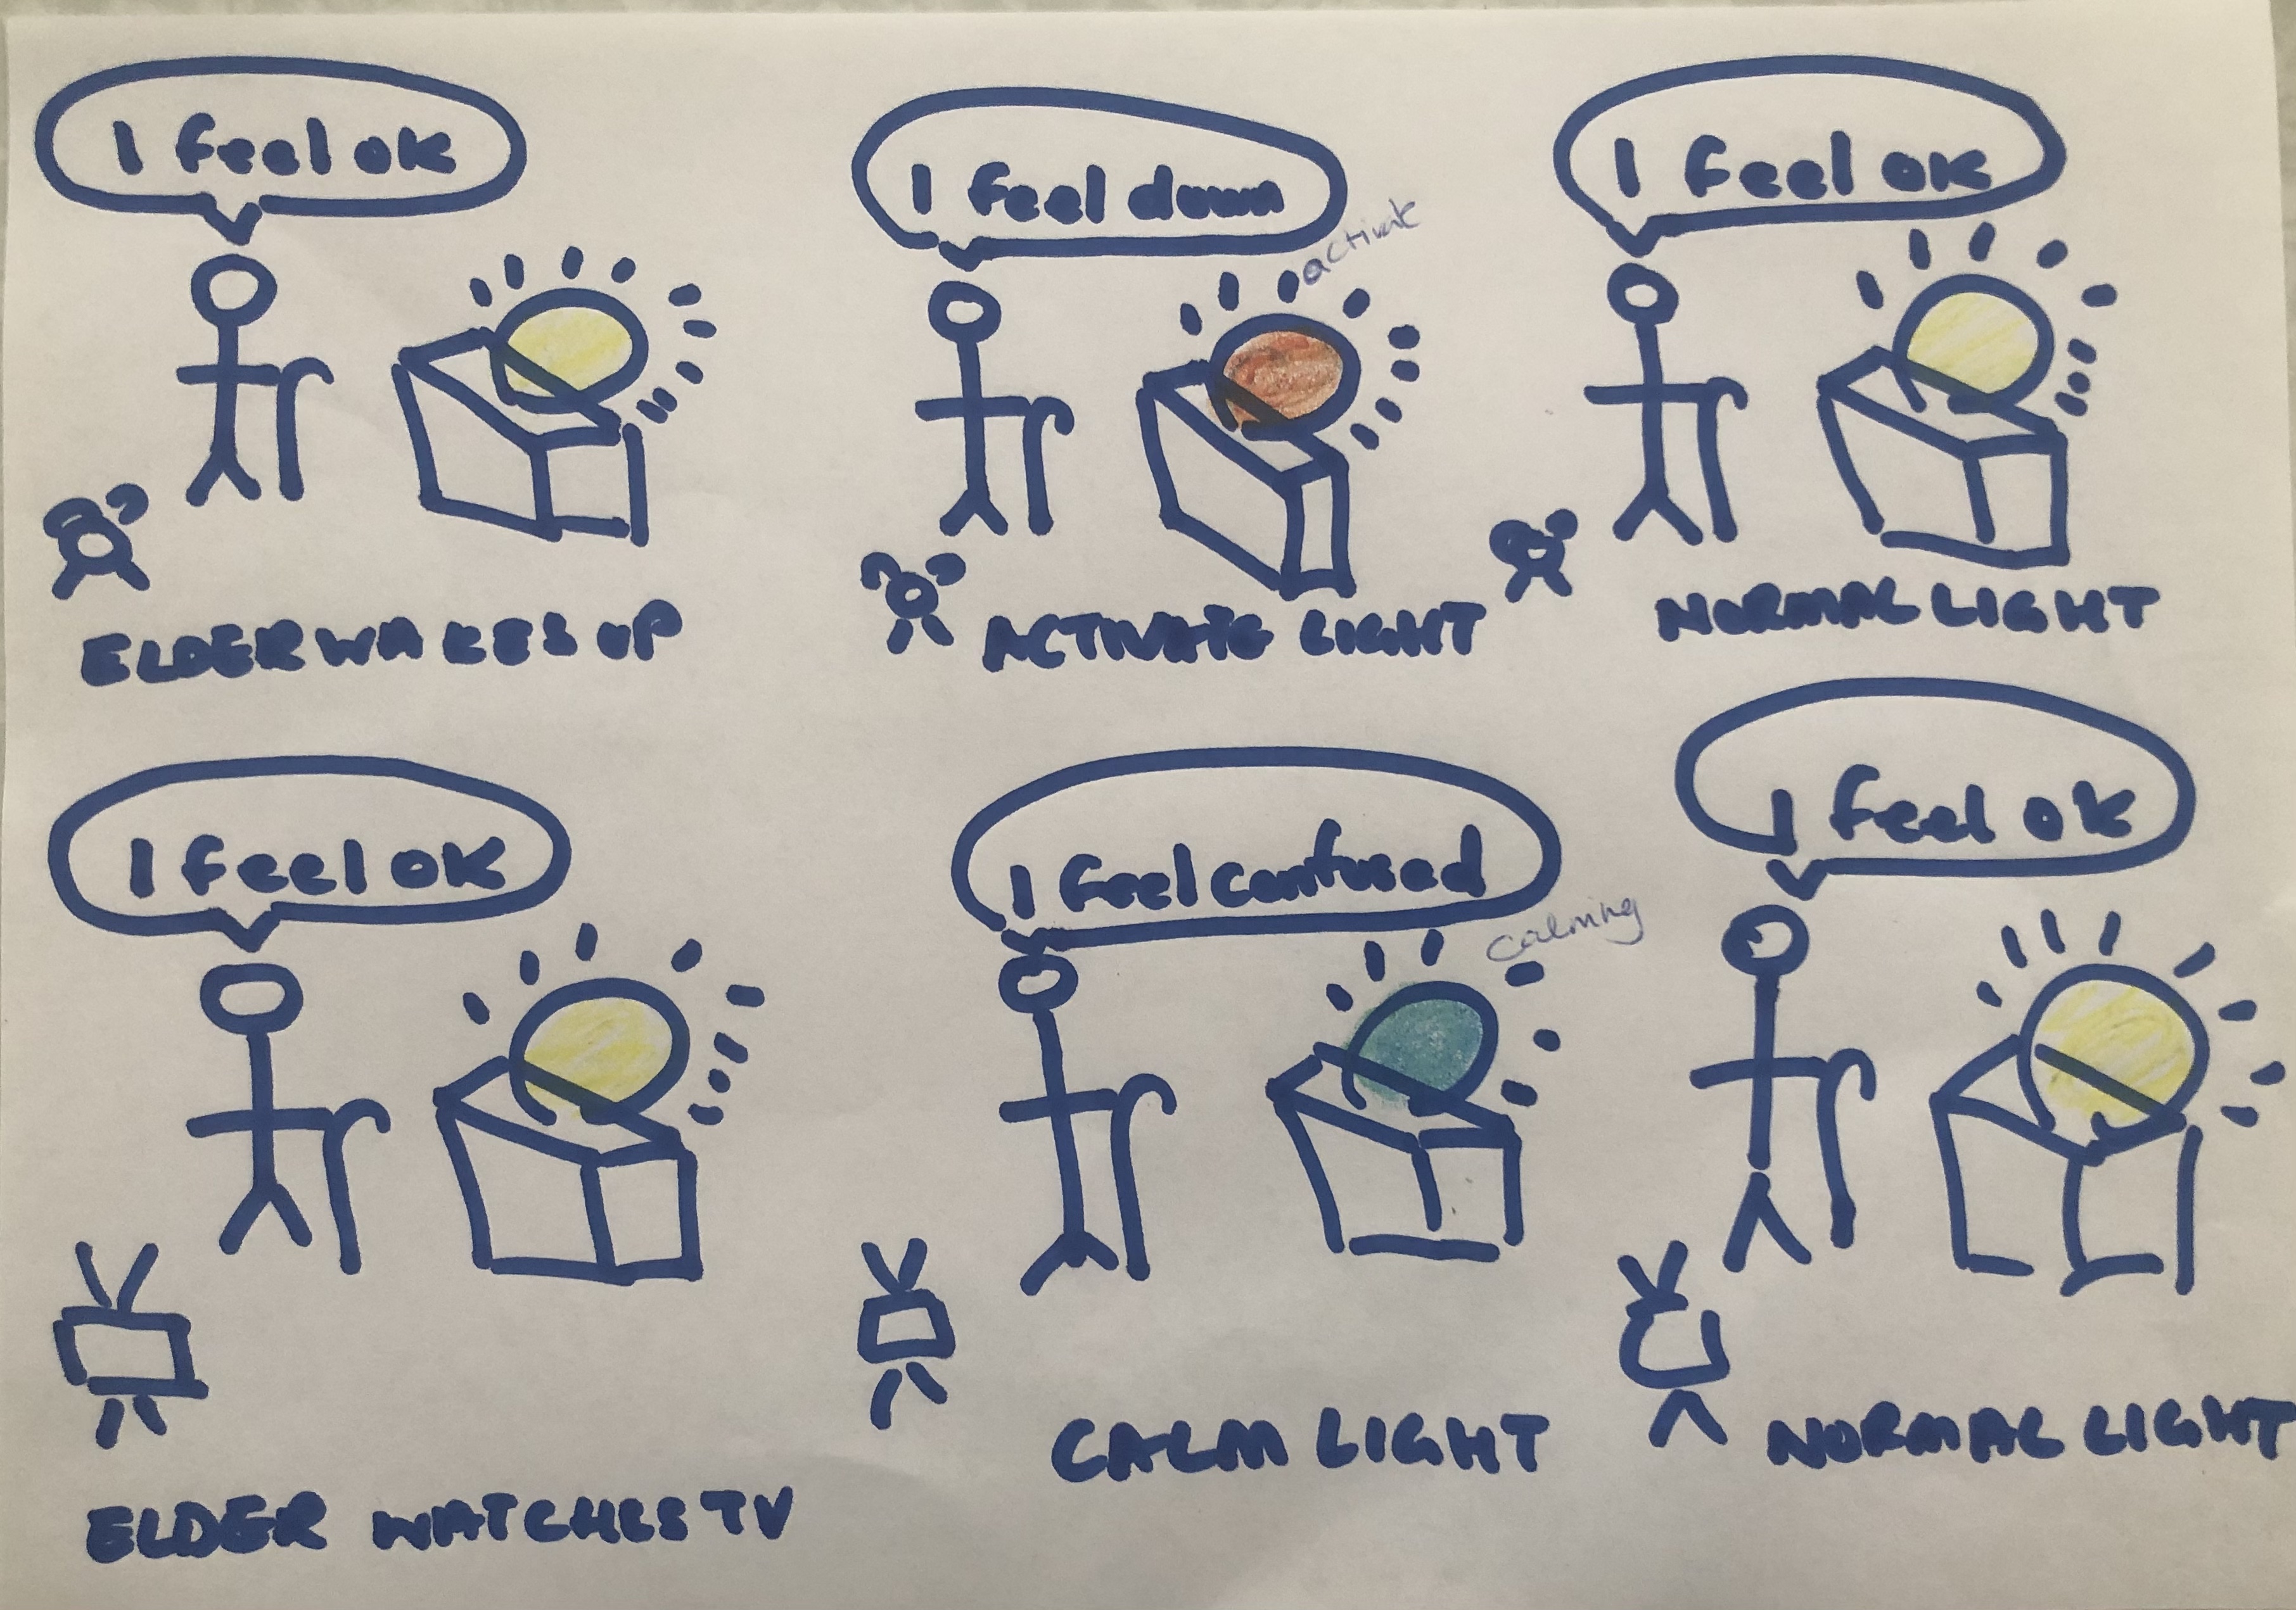 I feel ok
I feel down
I feel ok
activate
ELDER WAKES UP
ACTIVATE LIGHT
NORMAL LIGHT
I feel ok
I feel confused
I feel ok
calming
ELDER WATCHES TV
CALM LIGHT
NORMAL LIGHT